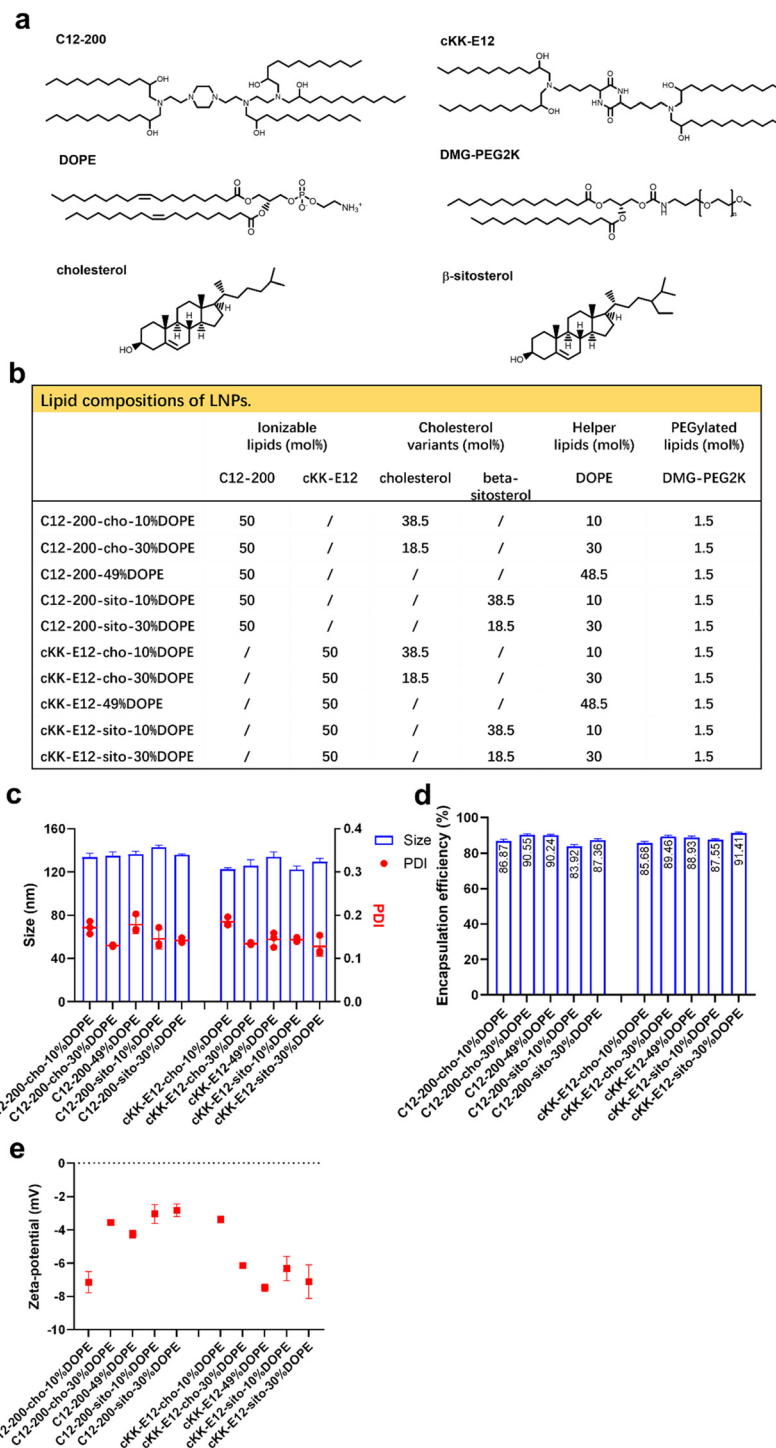 a
C12-200
cKK-E12
DOPE
DMG-PEG2K
cholesterol
β-sitosterol
b
Lipid compositions of LNPs.
Ionizable lipids (mol%) Cholesterol variants (mol%) Helper lipids (mol%) PEGylated lipids (mol%)
C12-200 cKK-E12 cholesterol beta-sitosterol DOPE DMG-PEG2K
C12-200-cho-10%DOPE 50 / 38.5 / 10 1.5
C12-200-cho-30%DOPE 50 / 18.5 / 30 1.5
C12-200-49%DOPE 50 / / / 48.5 1.5
C12-200-sito-10%DOPE 50 / / 38.5 10 1.5
C12-200-sito-30%DOPE 50 / / 18.5 30 1.5
cKK-E12-cho-10%DOPE / 50 38.5 / 10 1.5
cKK-E12-cho-30%DOPE / 50 18.5 / 30 1.5
cKK-E12-49%DOPE / 50 / / 48.5 1.5
cKK-E12-sito-10%DOPE / 50 / 38.5 10 1.5
cKK-E12-sito-30%DOPE / 50 / 18.5 30 1.5
c
Size (nm)
160
120
80
40
0
0.4
0.3
0.2
0.1
0.0
PDI
Size
PDI
12-200-cho-10%DOPE
C12-200-cho-30%DOPE
C12-200-49%DOPE
C12-200-sito-10%DOPE
C12-200-sito-30%DOPE
cKK-E12-cho-10%DOPE
cKK-E12-cho-30%DOPE
cKK-E12-49%DOPE
cKK-E12-sito-10%DOPE
cKK-E12-sito-30%DOPE
d
Encapsulation efficiency (%)
100
80
60
40
20
0
86.87
90.55
90.24
83.92
87.36
85.68
89.46
88.93
87.55
91.41
C12-200-cho-10%DOPE
C12-200-cho-30%DOPE
C12-200-49%DOPE
C12-200-sito-10%DOPE
C12-200-sito-30%DOPE
cKK-E12-cho-10%DOPE
cKK-E12-cho-30%DOPE
cKK-E12-49%DOPE
cKK-E12-sito-10%DOPE
cKK-E12-sito-30%DOPE
e
Zeta-potential (mV)
0
-2
-4
-6
-8
-10
12-200-cho-10%DOPE
C12-200-cho-30%DOPE
C12-200-49%DOPE
C12-200-sito-10%DOPE
C12-200-sito-30%DOPE
cKK-E12-cho-10%DOPE
cKK-E12-cho-30%DOPE
cKK-E12-49%DOPE
cKK-E12-sito-10%DOPE
cKK-E12-sito-30%DOPE